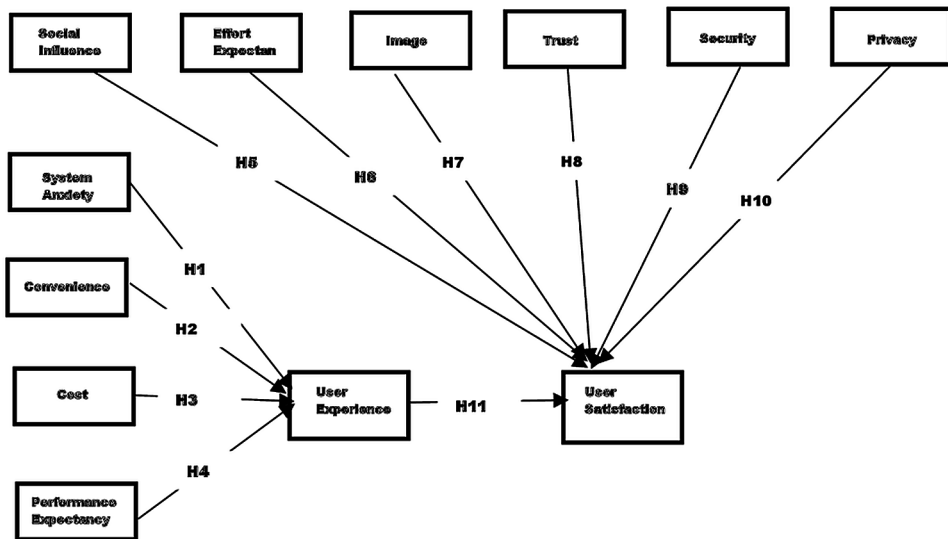 Social
Influence
Effort
Expectan
Image
Trust
Security
Privacy
H5
H6
H7
H8
H9
H10
System
Anxiety
H1
Convenience
H2
Cost
H3
User
Experience
H11
User
Satisfaction
H4
Performance
Expectancy